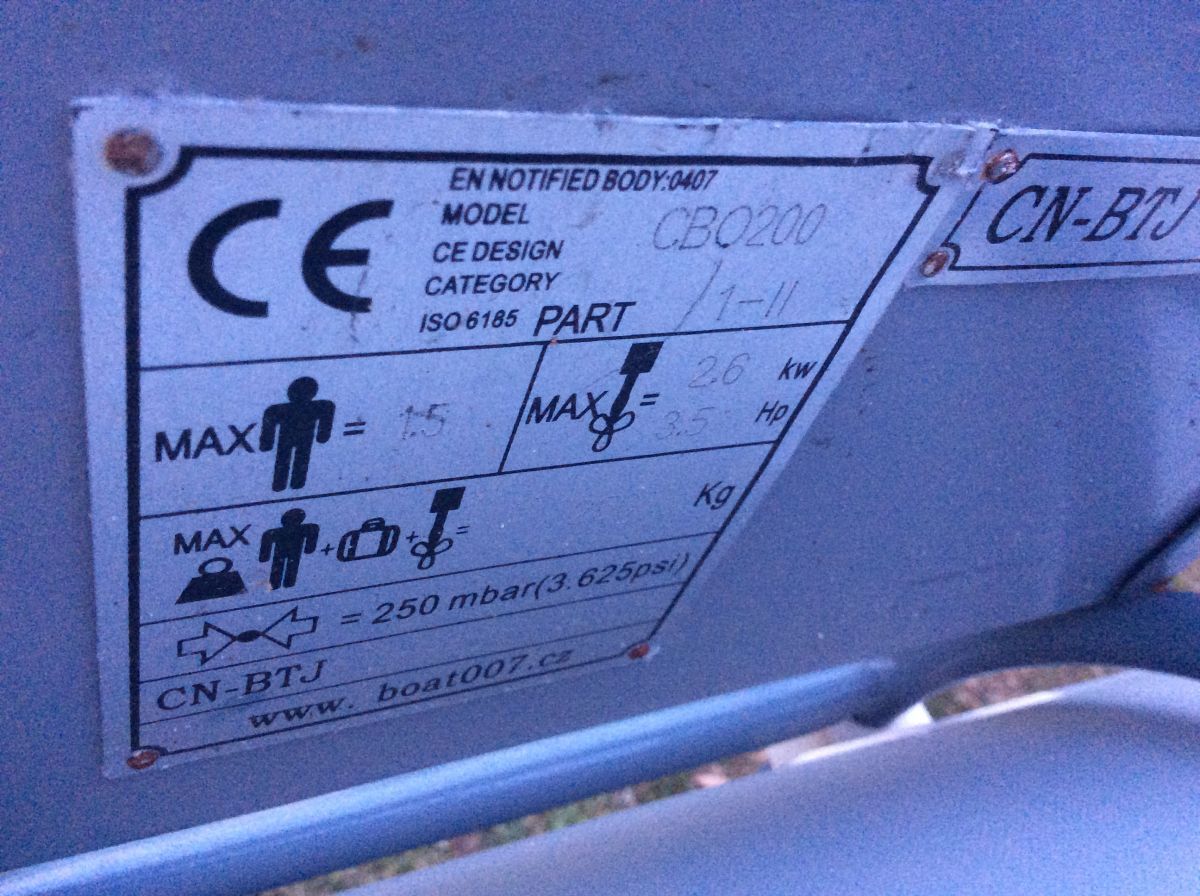 CE
EN NOTIFIED BODY:0407
MODEL CBO200
CE DESIGN
CATEGORY
ISO 6185 PART / 1-II
MAX = 1.5
MAX = 2.6 kw
3.5 Hp
MAX + + = Kg
= 250 mbar(3.625psi)
CN-BTJ
www. boat007.cz
CN-BTJ